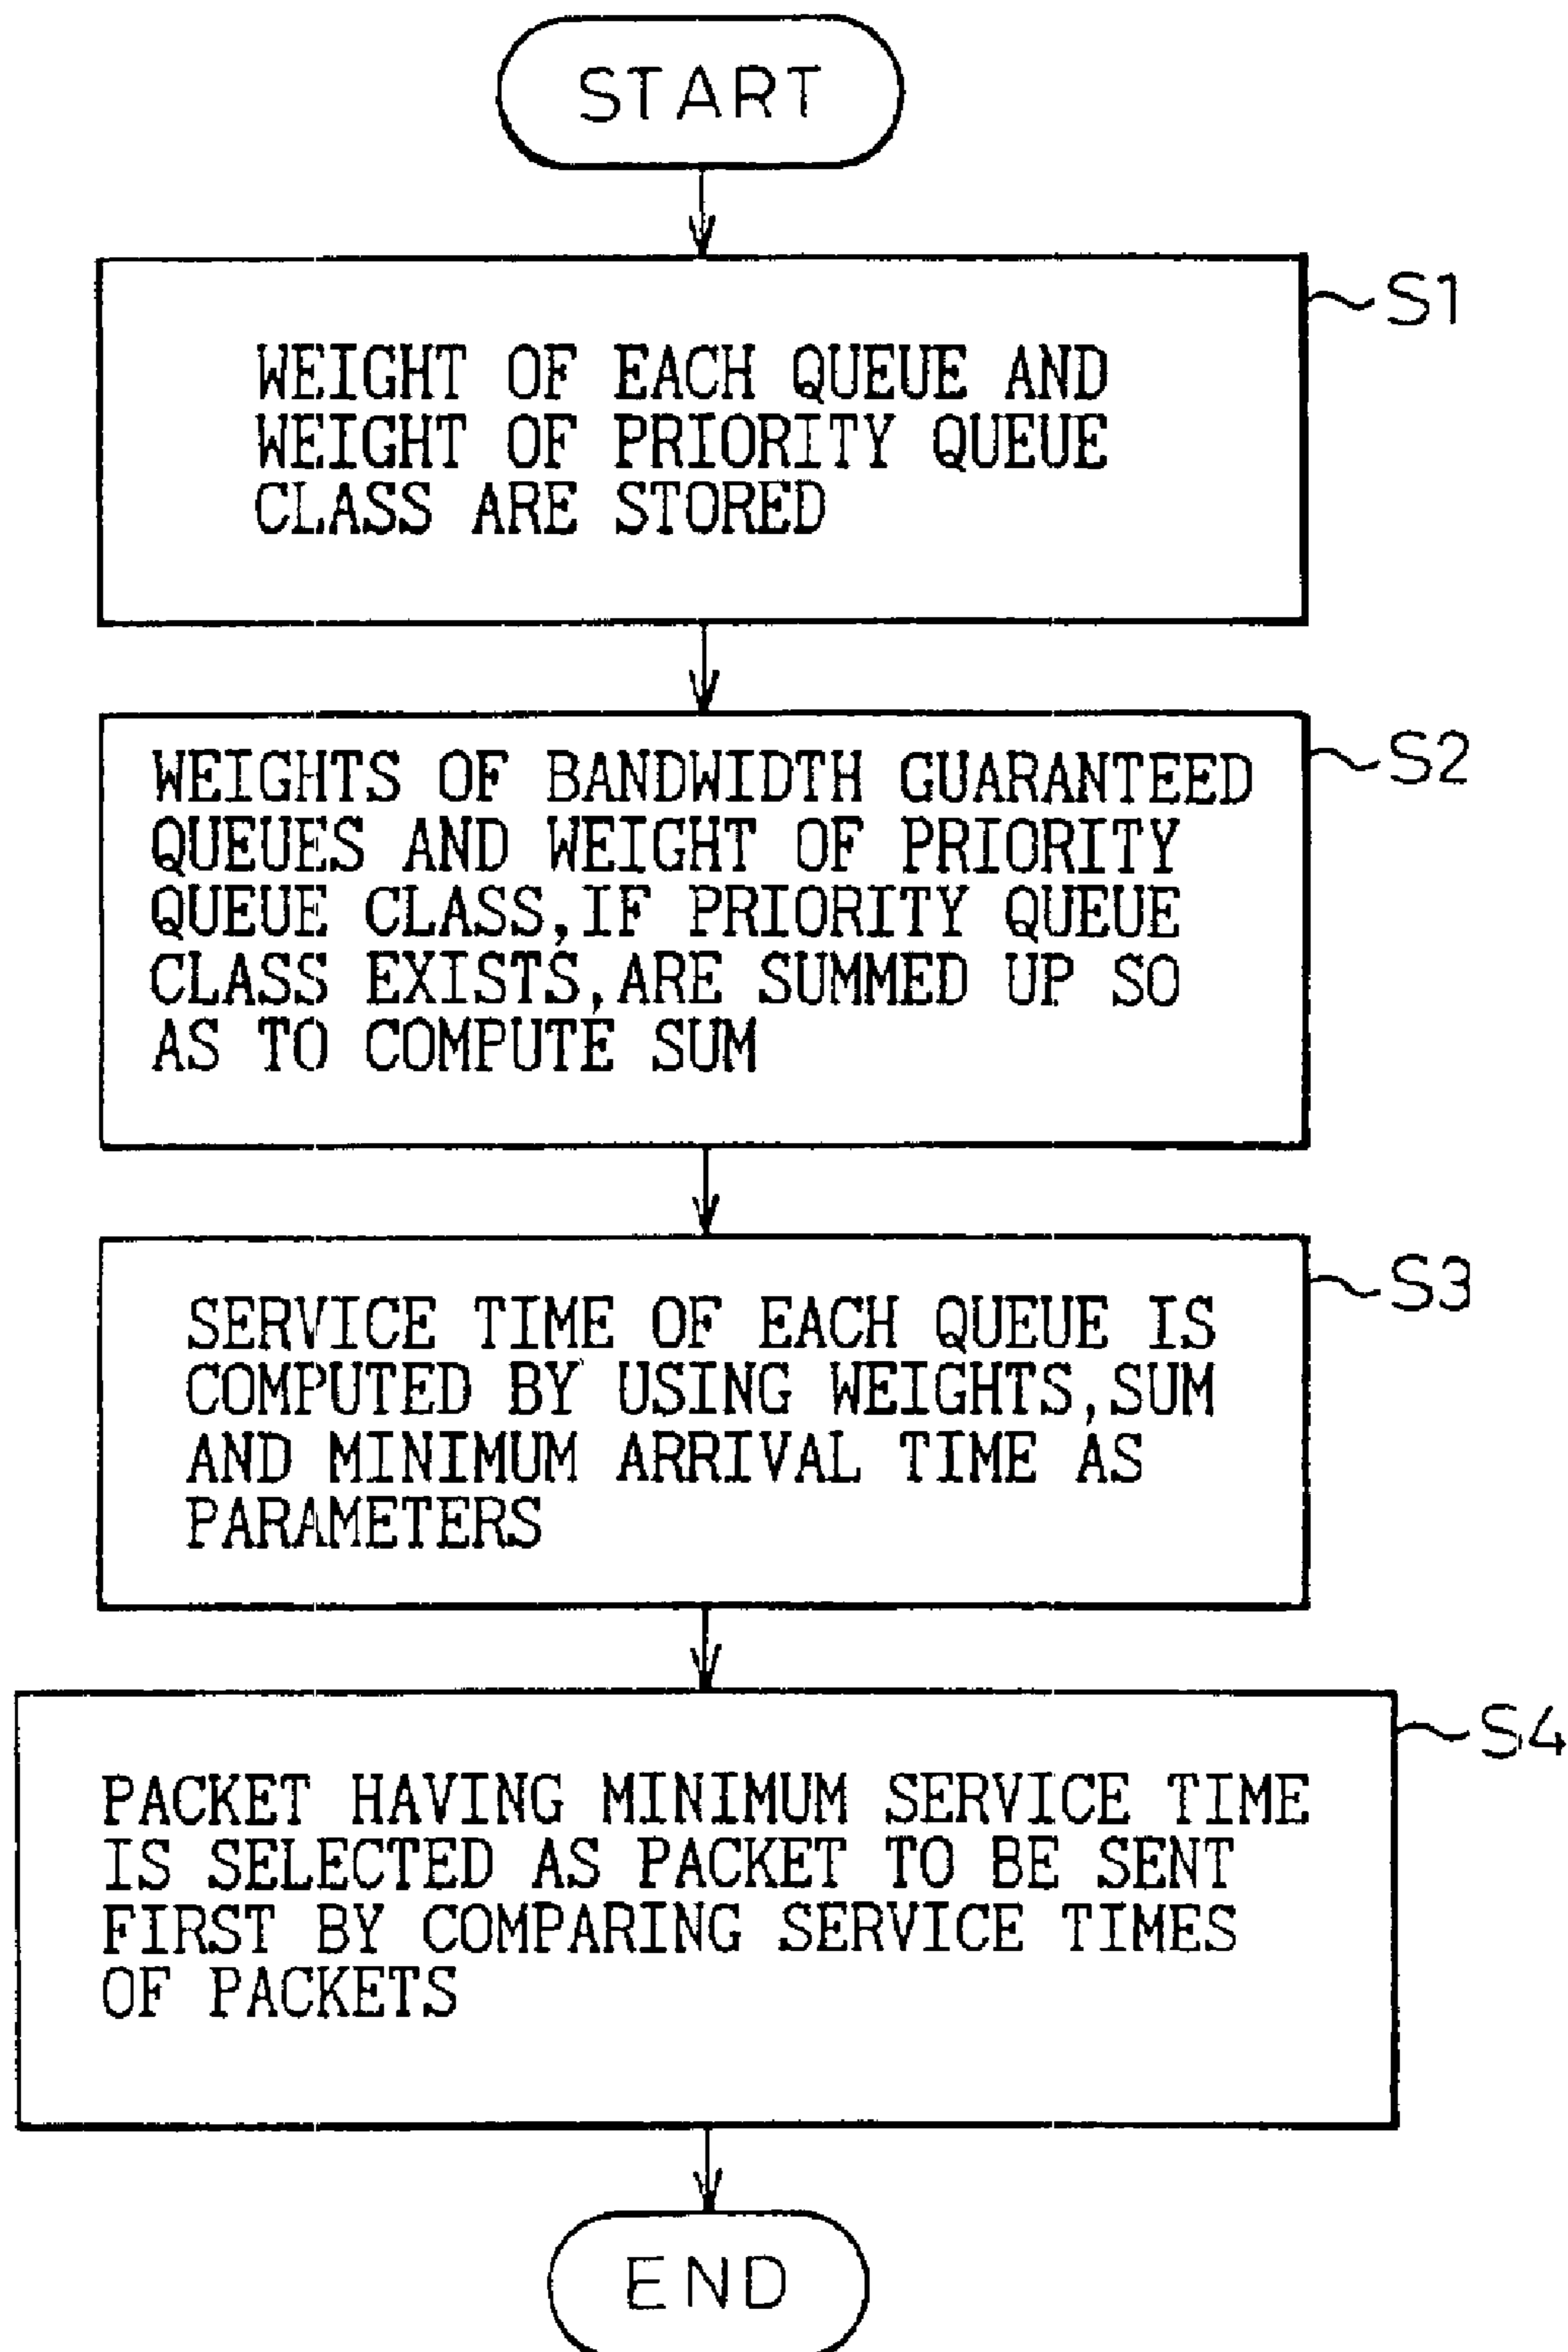 START
S1
WEIGHT OF EACH QUEUE AND
WEIGHT OF PRIORITY QUEUE
CLASS ARE STORED
S2
WEIGHTS OF BANDWIDTH GUARANTEED
QUEUES AND WEIGHT OF PRIORITY
QUEUE CLASS,IF PRIORITY QUEUE
CLASS EXISTS,ARE SUMMED UP SO
AS TO COMPUTE SUM
S3
SERVICE TIME OF EACH QUEUE IS
COMPUTED BY USING WEIGHTS,SUM
AND MINIMUM ARRIVAL TIME AS
PARAMETERS
S4
PACKET HAVING MINIMUM SERVICE TIME
IS SELECTED AS PACKET TO BE SENT
FIRST BY COMPARING SERVICE TIMES
OF PACKETS
END